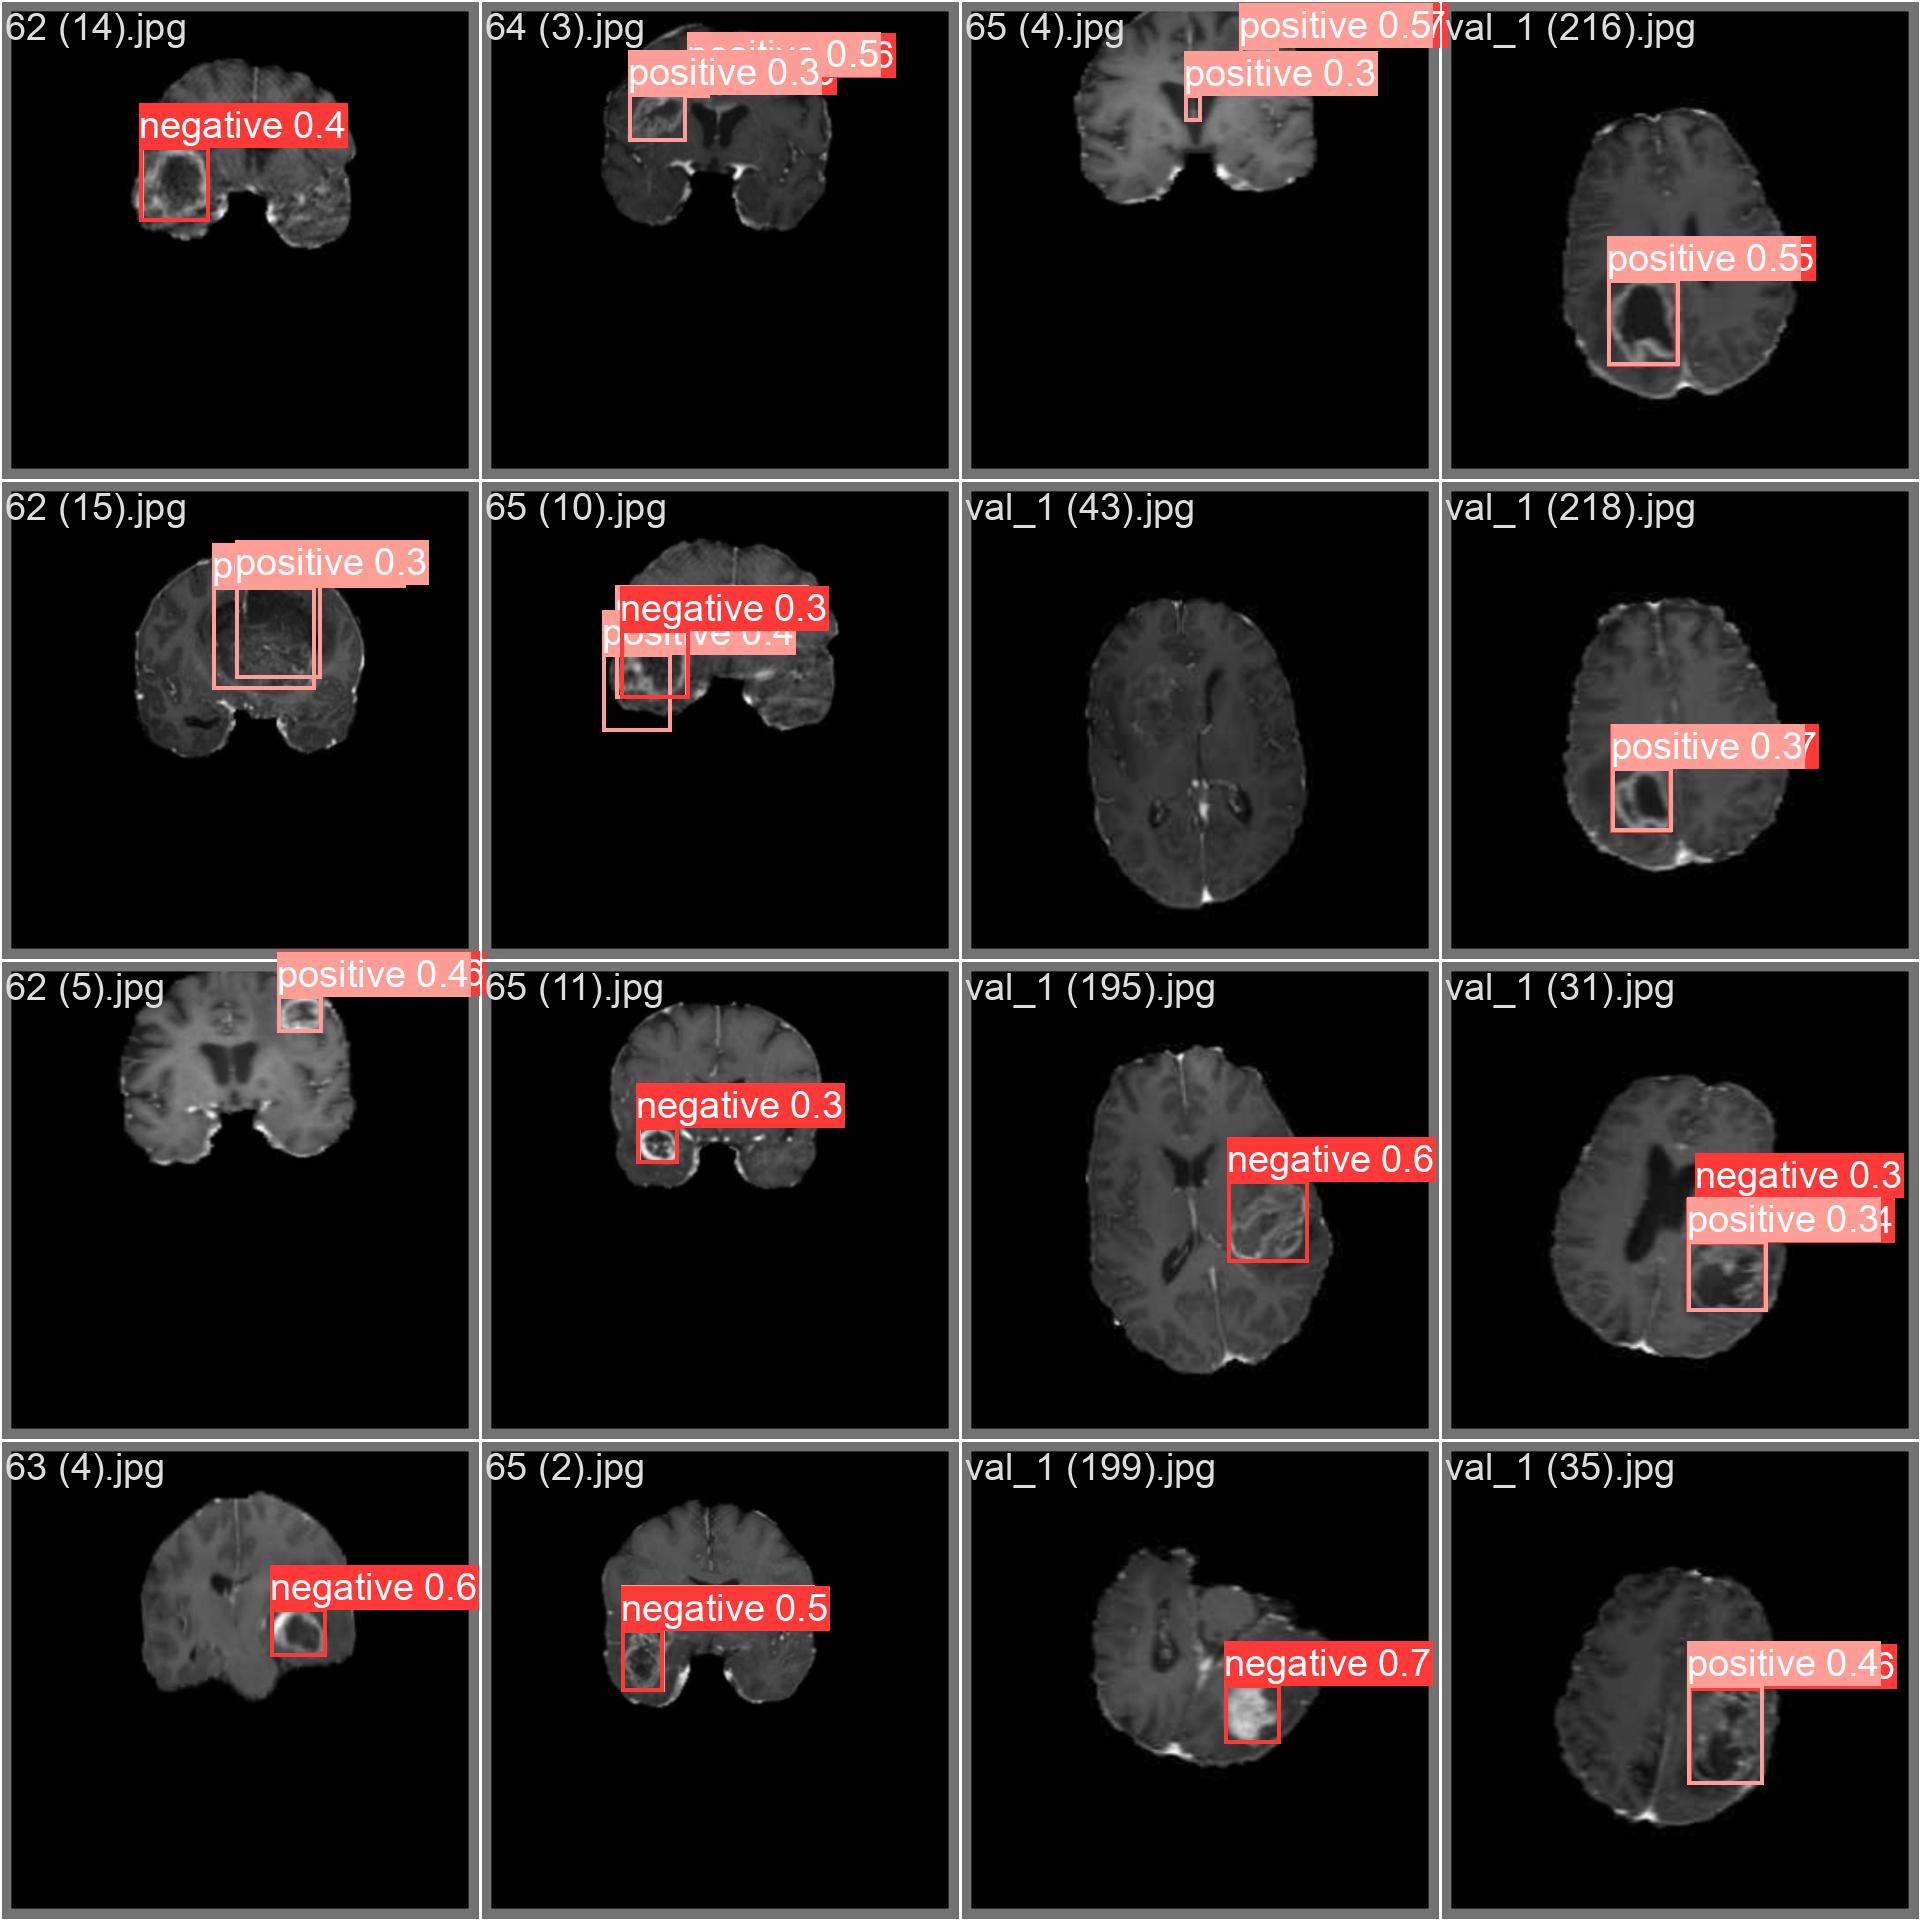 62 (14).jpg
negative 0.4
64 (3).jpg
0.5
positive 0.3
65 (4).jpg
positive 0.57
positive 0.3
val_1 (216).jpg
positive 0.55
62 (15).jpg
positive 0.3
65 (10).jpg
negative 0.3
positive 0.4
val_1 (43).jpg
val_1 (218).jpg
positive 0.37
62 (5).jpg
positive 0.46
65 (11).jpg
negative 0.3
val_1 (195).jpg
negative 0.6
val_1 (31).jpg
negative 0.3
positive 0.34
63 (4).jpg
negative 0.6
65 (2).jpg
negative 0.5
val_1 (199).jpg
negative 0.7
val_1 (35).jpg
positive 0.46